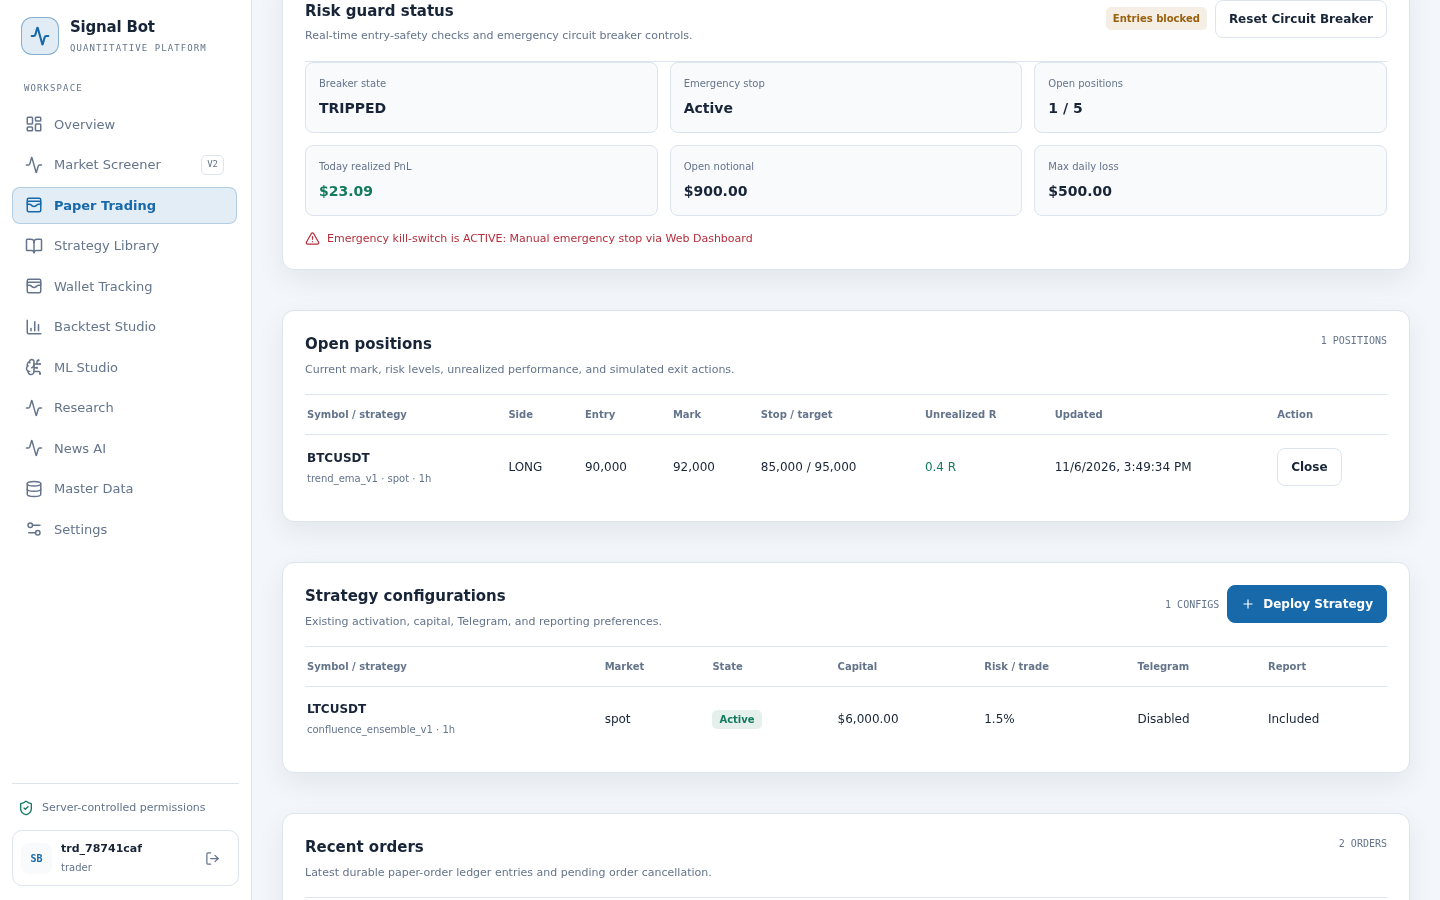 Signal Bot
QUANTITATIVE PLATFORM
WORKSPACE
Overview
Market Screener V2
Paper Trading
Strategy Library
Wallet Tracking
Backtest Studio
ML Studio
Research
News AI
Master Data
Settings
Server-controlled permissions
SB trd_78741caf
trader
Risk guard status
Real-time entry-safety checks and emergency circuit breaker controls.
Entries blocked
Reset Circuit Breaker
Breaker state
TRIPPED
Emergency stop
Active
Open positions
1 / 5
Today realized PnL
$23.09
Open notional
$900.00
Max daily loss
$500.00
Emergency kill-switch is ACTIVE: Manual emergency stop via Web Dashboard
Open positions
1 POSITIONS
Current mark, risk levels, unrealized performance, and simulated exit actions.
Symbol / strategy Side Entry Mark Stop / target Unrealized R Updated Action
BTCUSDT
trend_ema_v1 · spot · 1h
LONG 90,000 92,000 85,000 / 95,000 0.4 R 11/6/2026, 3:49:34 PM Close
Strategy configurations
1 CONFIGS
Deploy Strategy
Existing activation, capital, Telegram, and reporting preferences.
Symbol / strategy Market State Capital Risk / trade Telegram Report
LTCUSDT
confluence_ensemble_v1 · 1h
spot Active $6,000.00 1.5% Disabled Included
Recent orders
2 ORDERS
Latest durable paper-order ledger entries and pending order cancellation.